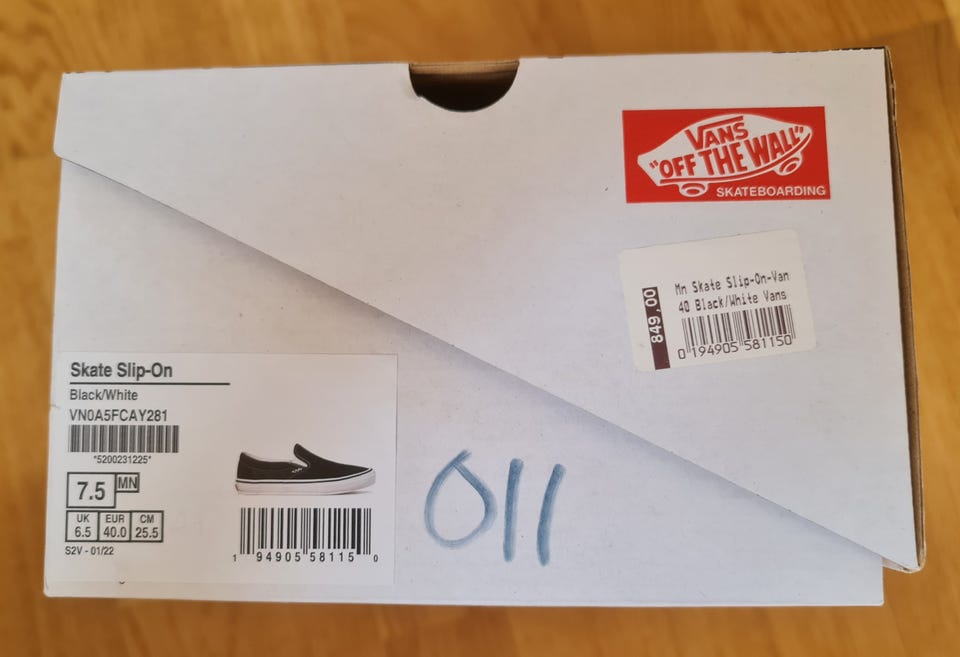 VANS
"OFF THE WALL"
SKATEBOARDING
849,00
Mn Skate Slip-On-Van
40 Black/White Vans
0 194905 581150
Skate Slip-On
Black/White
VN0A5FCAY281
*5200231225*
7.5 MN
UK EUR CM
6.5 40.0 25.5
S2V - 01/22
1 94905 58115 0
011